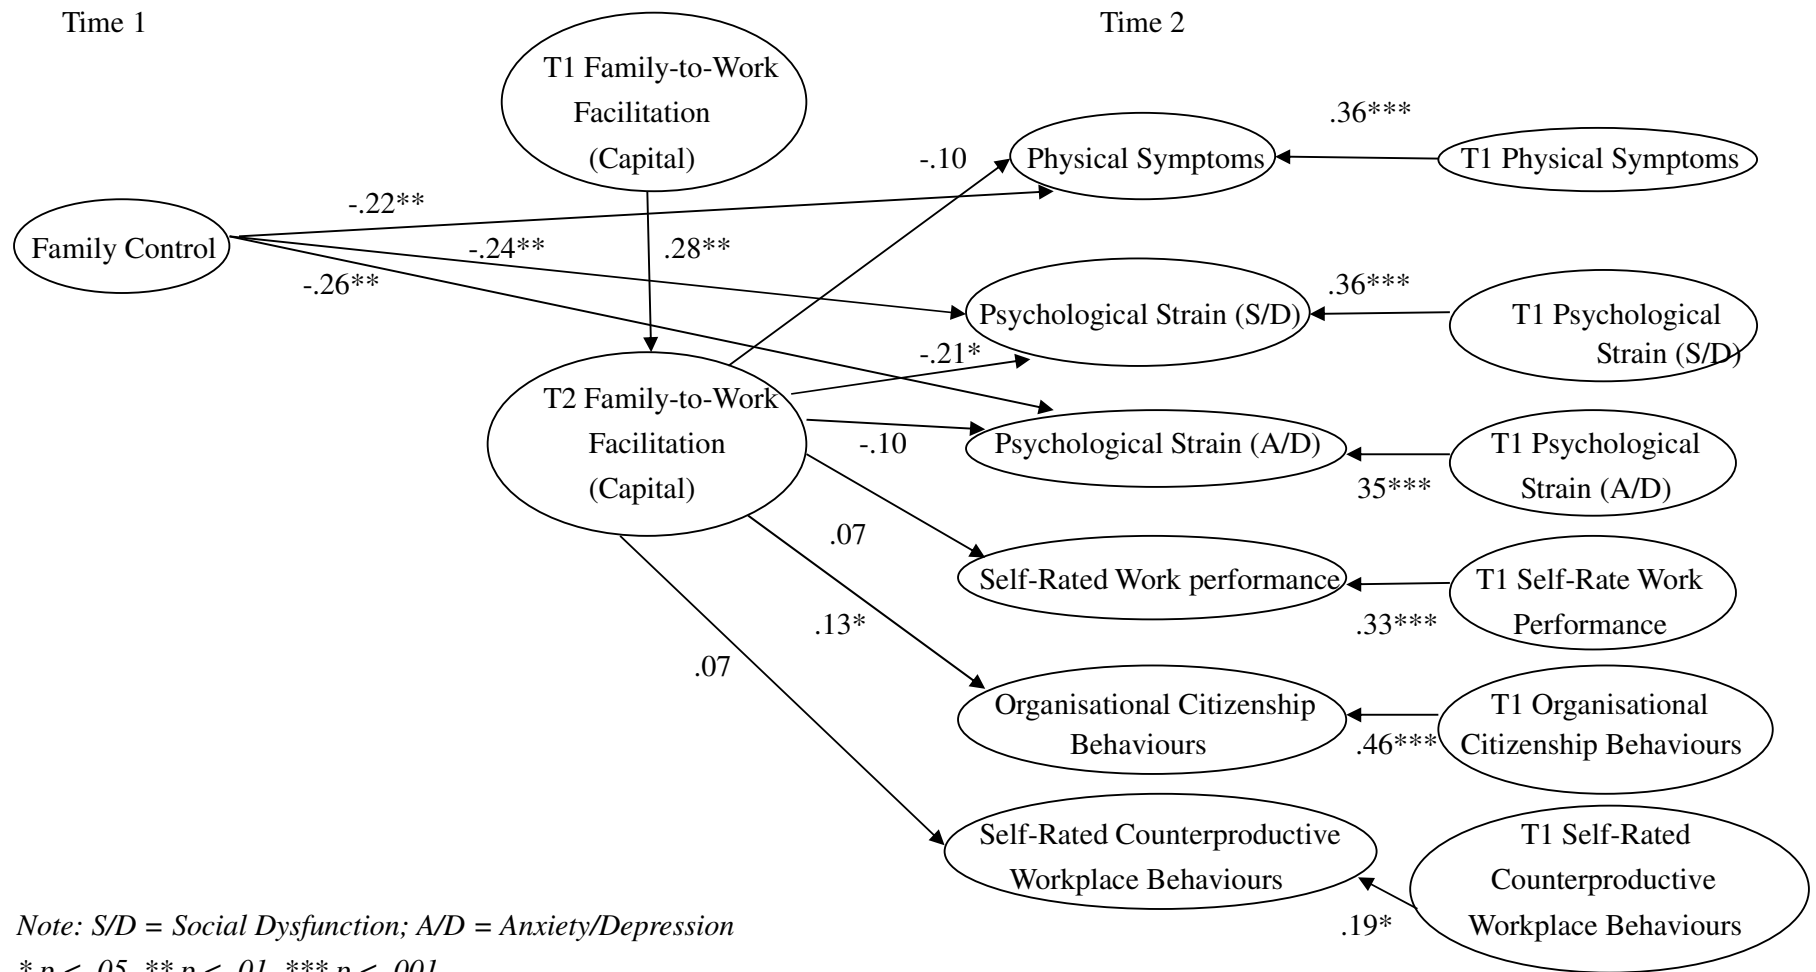 Time 1
Time 2
T1 Family-to-Work
Facilitation
(Capital)
.36***
-.10
Physical Symptoms
T1 Physical Symptoms
-.22**
Family Control
-.24**
.28**
-.26**
.36***
Psychological Strain (S/D)
T1 Psychological
Strain (S/D)
-.21*
T2 Family-to-Work
Facilitation
(Capital)
-.10
Psychological Strain (A/D)
T1 Psychological
Strain (A/D)
35***
.07
Self-Rated Work performance
T1 Self-Rate Work
Performance
.33***
.13*
.07
Organisational Citizenship
Behaviours
T1 Organisational
Citizenship Behaviours
.46***
Self-Rated Counterproductive
Workplace Behaviours
T1 Self-Rated
Counterproductive
Workplace Behaviours
.19*
Note: S/D = Social Dysfunction; A/D = Anxiety/Depression
* p < .05, ** p < .01, *** p < .001